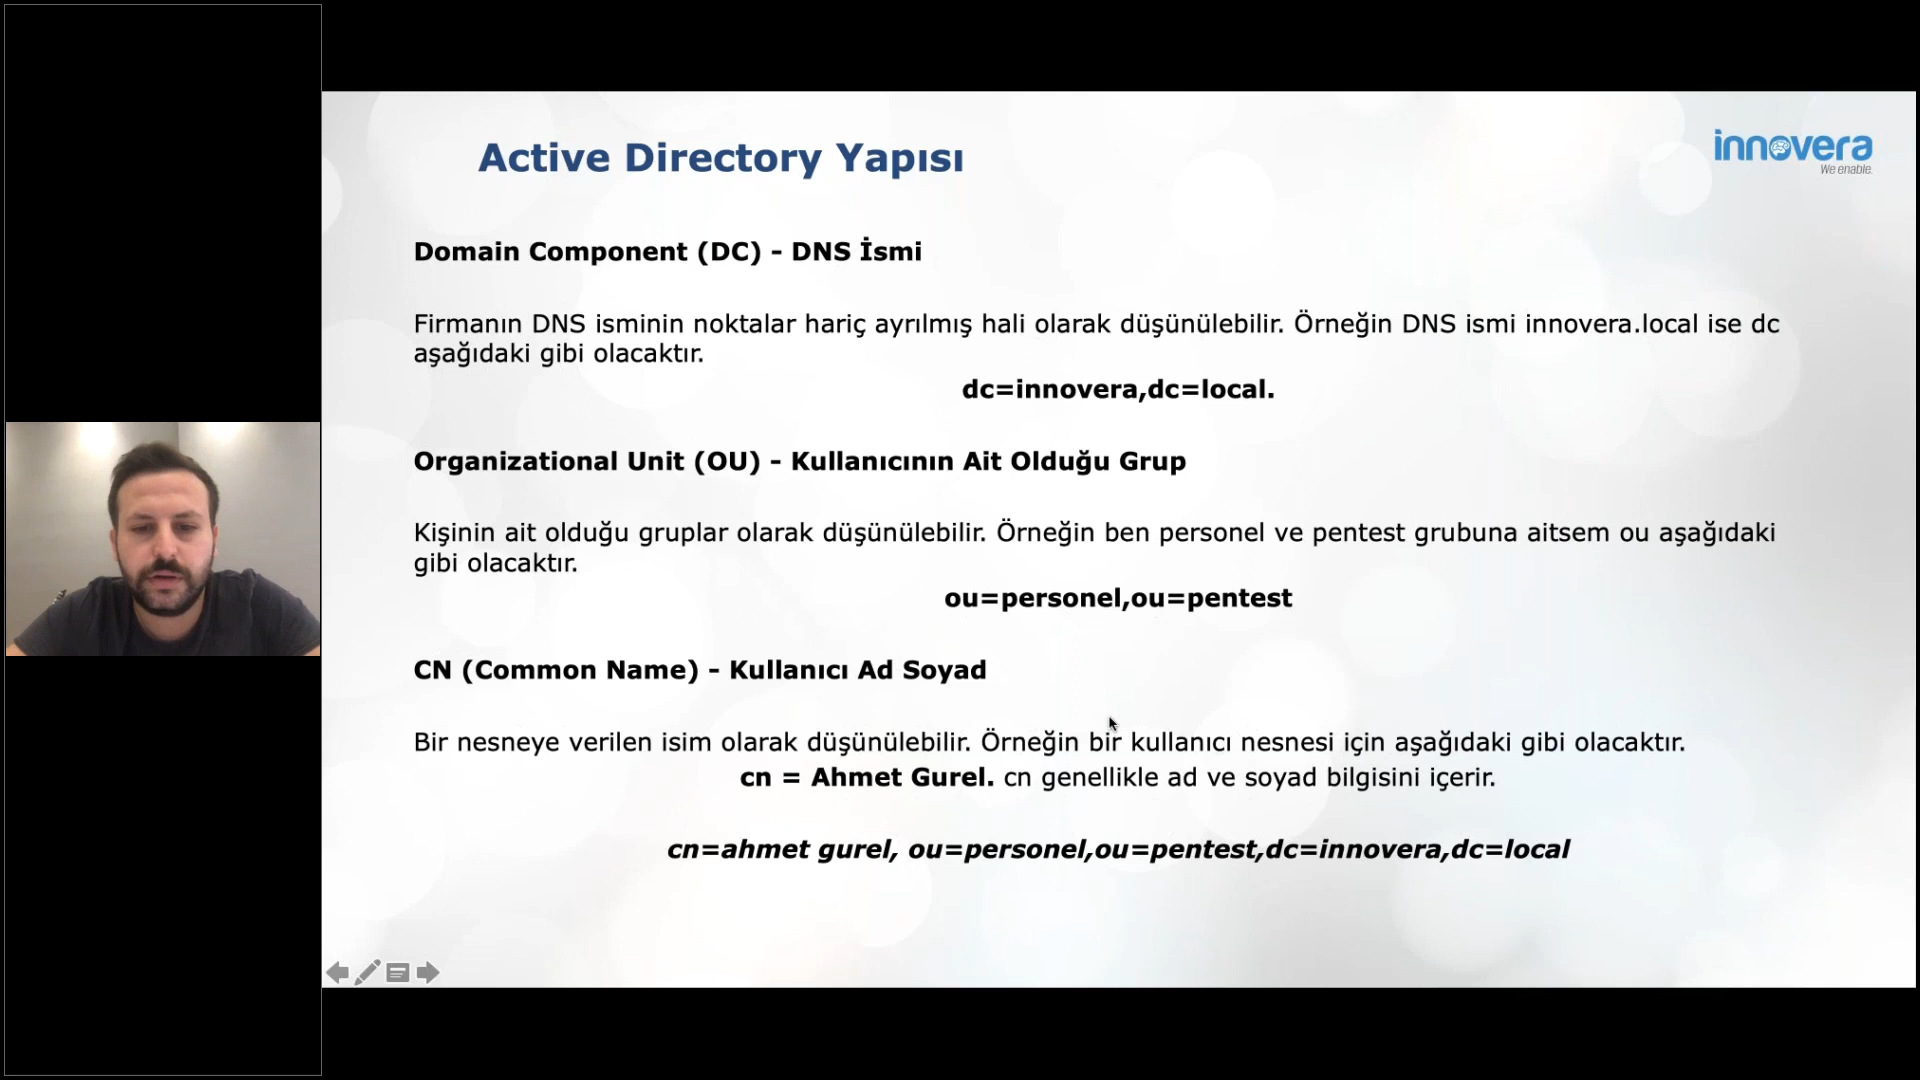 Active Directory Yapısı
innovera
We enable.
Domain Component (DC) - DNS İsmi
Firmanın DNS isminin noktalar hariç ayrılmış hali olarak düşünülebilir. Örneğin DNS ismi innovera.local ise dc
aşağıdaki gibi olacaktır.
dc=innovera,dc=local.
Organizational Unit (OU) - Kullanıcının Ait Olduğu Grup
Kişinin ait olduğu gruplar olarak düşünülebilir. Örneğin ben personel ve pentest grubuna aitsem ou aşağıdaki
gibi olacaktır.
ou=personel,ou=pentest
CN (Common Name) - Kullanıcı Ad Soyad
Bir nesneye verilen isim olarak düşünülebilir. Örneğin bir kullanıcı nesnesi için aşağıdaki gibi olacaktır.
cn = Ahmet Gurel. cn genellikle ad ve soyad bilgisini içerir.
cn=ahmet gurel, ou=personel,ou=pentest,dc=innovera,dc=local